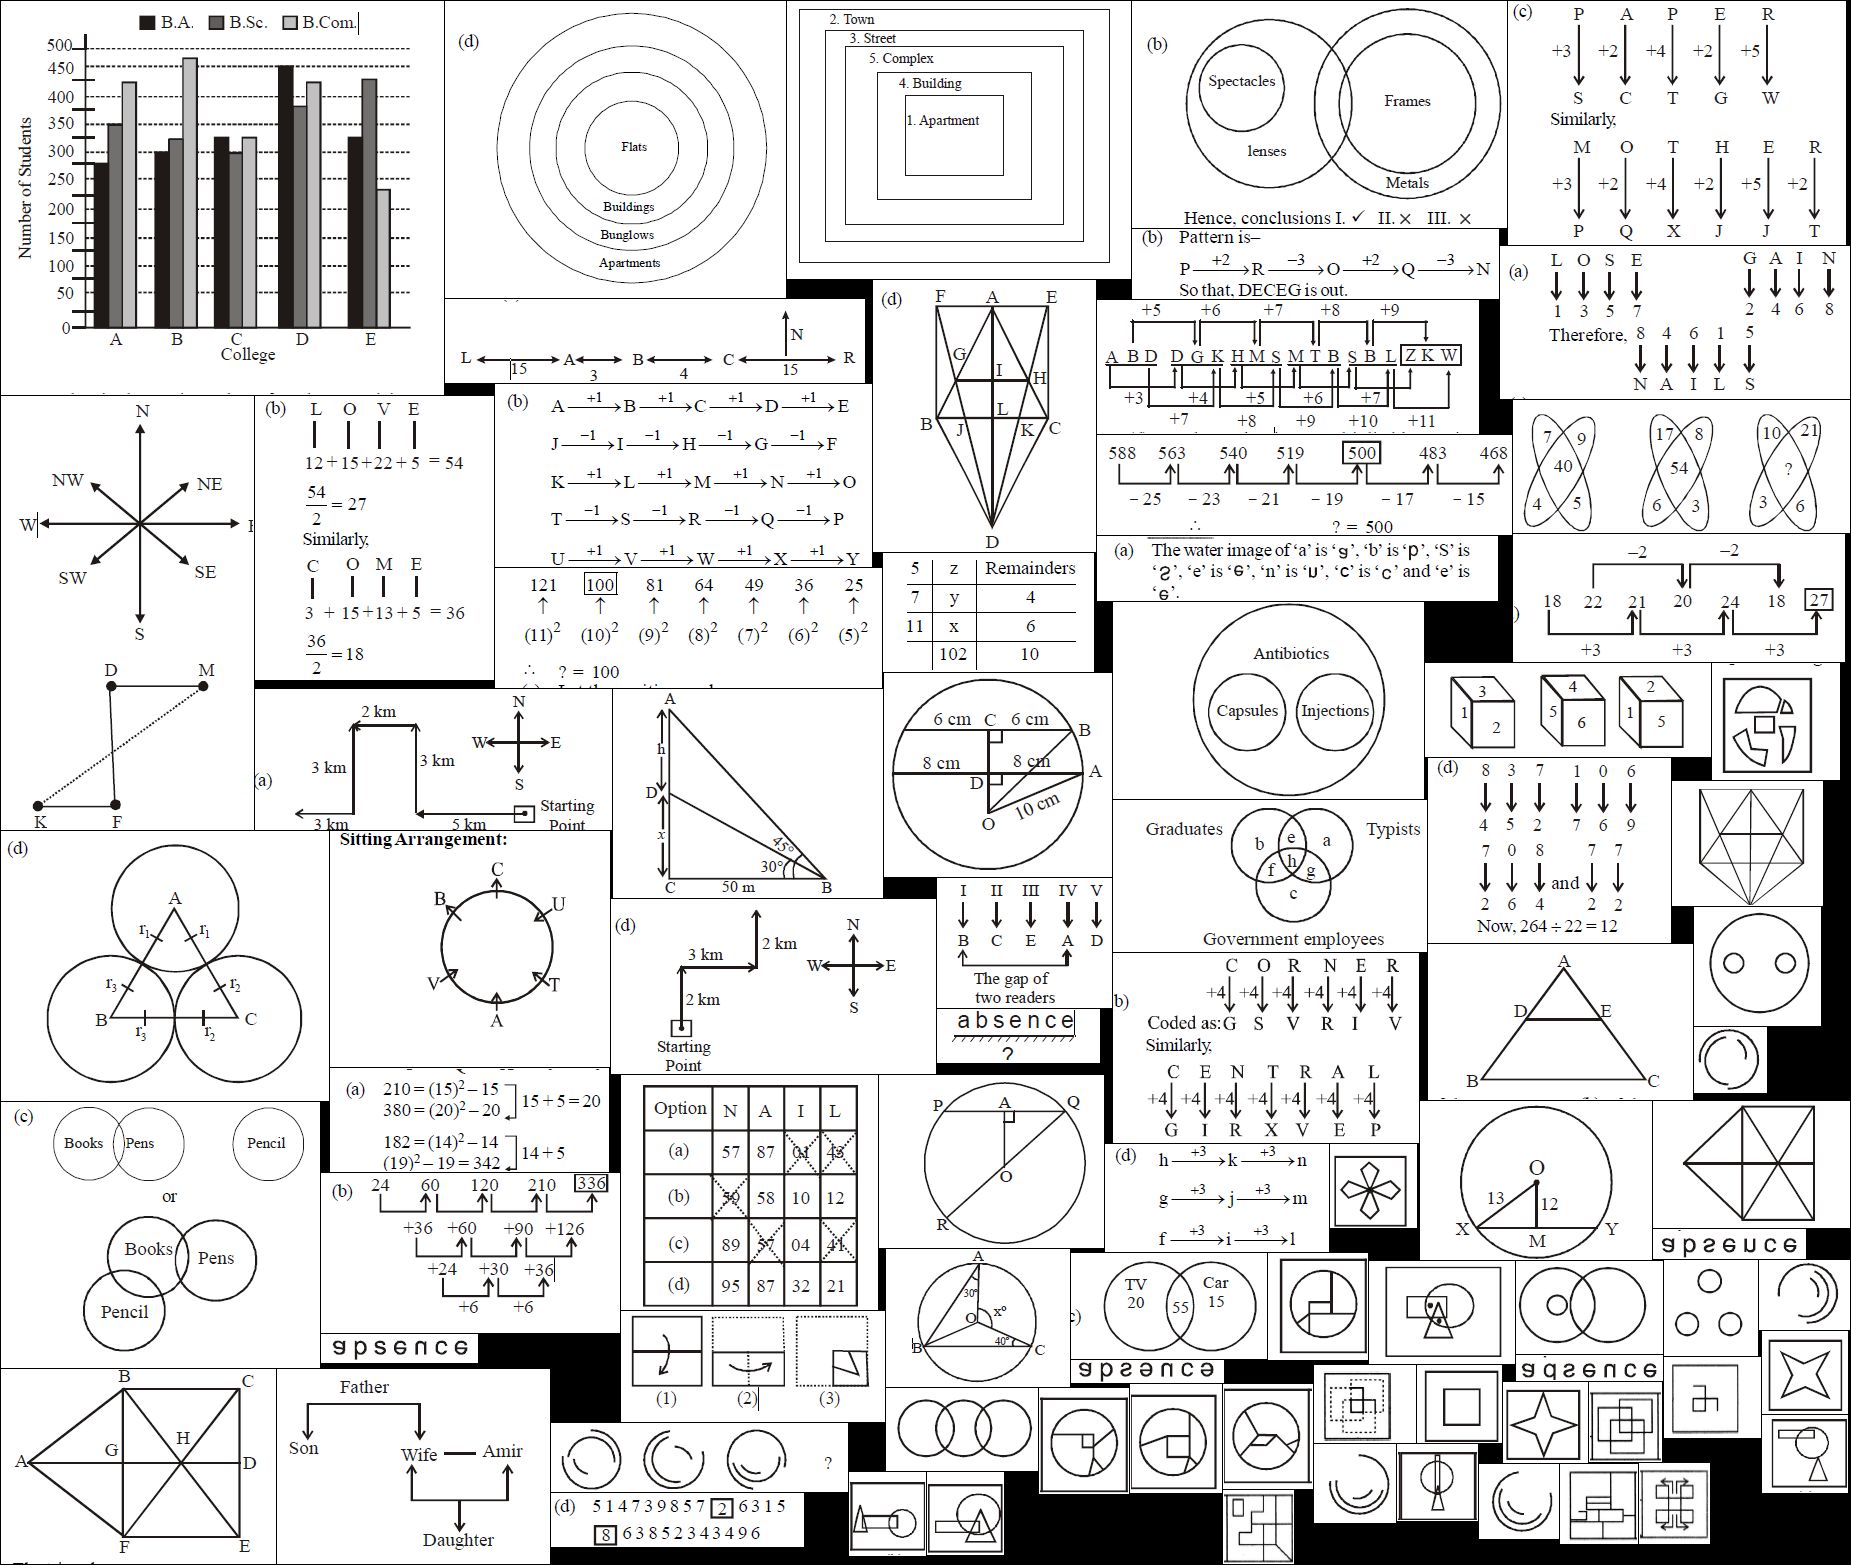 B.A. B.Sc. B.Com.
500
450
400
350
300
250
200
150
100
50
0
Number of Students
A B C D E
College
(d)
Flats
Buildings
Bunglows
Apartments
2. Town
3. Street
5. Complex
4. Building
1. Apartment
(b)
Spectacles
lenses
Frames
Metals
Hence, conclusions I. ✓ II. × III. ×
(c) P A P E R
+3 +2 +4 +2 +5
S C T G W
Similarly,
M O T H E R
+3 +2 +4 +2 +5 +2
P Q X J J T
(b) Pattern is–
P +2 R −3 O +2 Q −3 N
So that, DECEG is out.
(a) L O S E G A I N
1 3 5 7 2 4 6 8
Therefore, 8 4 6 1 5
N A I L S
L A B C R
N
15 3 4 15
(d)
F A E
G I H
B J L K C
D
+5 +6 +7 +8 +9
A B D D G K H M S M T B S B L Z K W
+3 +4 +5 +6 +7
+7 +8 +9 +10 +11
N
NW NE
W
SW SE
S
D M
K F
(b) L O V E
12 + 15 + 22 + 5 = 54
54
2 = 27
Similarly,
C O M E
3 + 15 + 13 + 5 = 36
36
2 = 18
(b) A +1 B +1 C +1 D +1 E
J −1 I −1 H −1 G −1 F
K +1 L +1 M +1 N +1 O
T −1 S −1 R −1 Q −1 P
U +1 V +1 W +1 X +1 Y
588 563 540 519 500 483 468
– 25 – 23 – 21 – 19 – 17 – 15
∴ ? = 500
7 9
40
4 5
17 8
54
6 3
10 21
?
3 6
(a) The water image of ‘a’ is ‘a’, ‘b’ is ‘b’, ‘S’ is
‘S’, ‘e’ is ‘e’, ‘n’ is ‘n’, ‘c’ is ‘c’ and ‘e’ is
‘e’.
121 100 81 64 49 36 25
(11)² (10)² (9)² (8)² (7)² (6)² (5)²
∴ ? = 100
5 z Remainders
7 y 4
11 x 6
102 10
–2 –2
18 22 21 20 24 18 27
+3 +3 +3
Antibiotics
Capsules Injections
3 1 2
4 5 6
2 1 5
(a)
2 km
3 km 3 km
3 km 5 km
N
W E
S
Starting
Point
A
h
D
x
45°
30°
C 50 m B
6 cm C 6 cm B
8 cm 8 cm A
D
10 cm
O
(d) 8 3 7 1 0 6
4 5 2 7 6 9
7 0 8 7 7
and
2 6 4 2 2
Now, 264 ÷ 22 = 12
Graduates Typists
b e a
h
f g
c
Government employees
(d)
A
r1 r1
r3 r2
B C
r3 r2
Sitting Arrangement:
C
B U
V T
A
(d)
2 km
3 km
2 km
Starting
Point
N
W E
S
I II III IV V
B C E A D
The gap of
two readers
absence
?
b)
C O R N E R
+4 +4 +4 +4 +4 +4
Coded as: G S V R I V
Similarly,
C E N T R A L
+4 +4 +4 +4 +4 +4 +4
G I R X V E P
A
D E
B C
(c)
Books Pens Pencil
or
Books Pens
Pencil
(a) 210 = (15)² – 15
380 = (20)² – 20
15 + 5 = 20
182 = (14)² – 14
(19)² – 19 = 342
14 + 5
(b) 24 60 120 210 336
+36 +60 +90 +126
+24 +30 +36
+6 +6
absence
Option N A I L
(a) 57 87 01 43
(b) 59 58 10 12
(c) 89 57 04 41
(d) 95 87 32 21
P A Q
O
R
(d) h +3 k +3 n
g +3 j +3 m
f +3 i +3 l
O
13 12
X M Y
absence
(1) (2) (3)
A
30°
O x°
B 40° C
TV
20
55
Car
15
absence
adsence
B C
G H
A D
F E
Father
Son
Wife Amir
Daughter
?
(d) 5 1 4 7 3 9 8 5 7 2 6 3 1 5
8 6 3 8 5 2 3 4 3 4 9 6